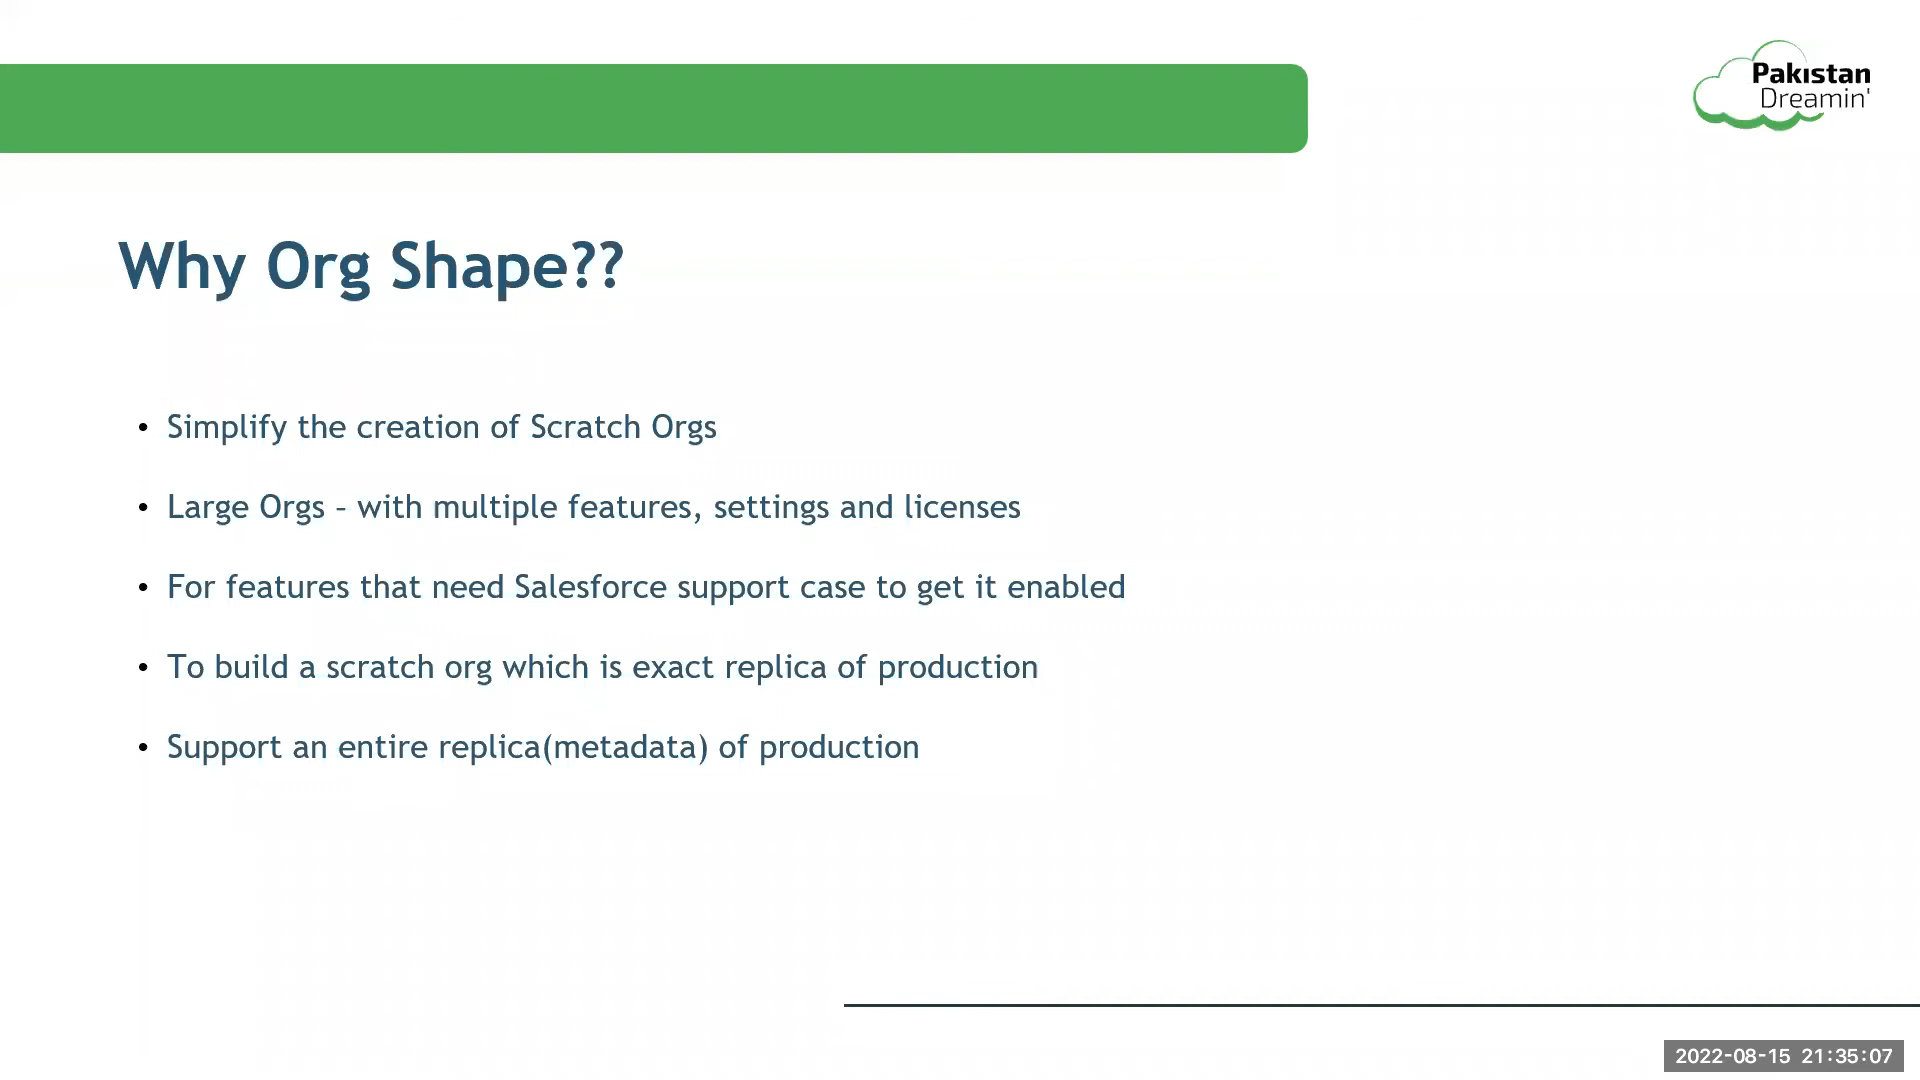 Pakistan
Dreamin'
Why Org Shape??
• Simplify the creation of Scratch Orgs
• Large Orgs – with multiple features, settings and licenses
• For features that need Salesforce support case to get it enabled
• To build a scratch org which is exact replica of production
• Support an entire replica(metadata) of production
2022-08-15 21:35:07